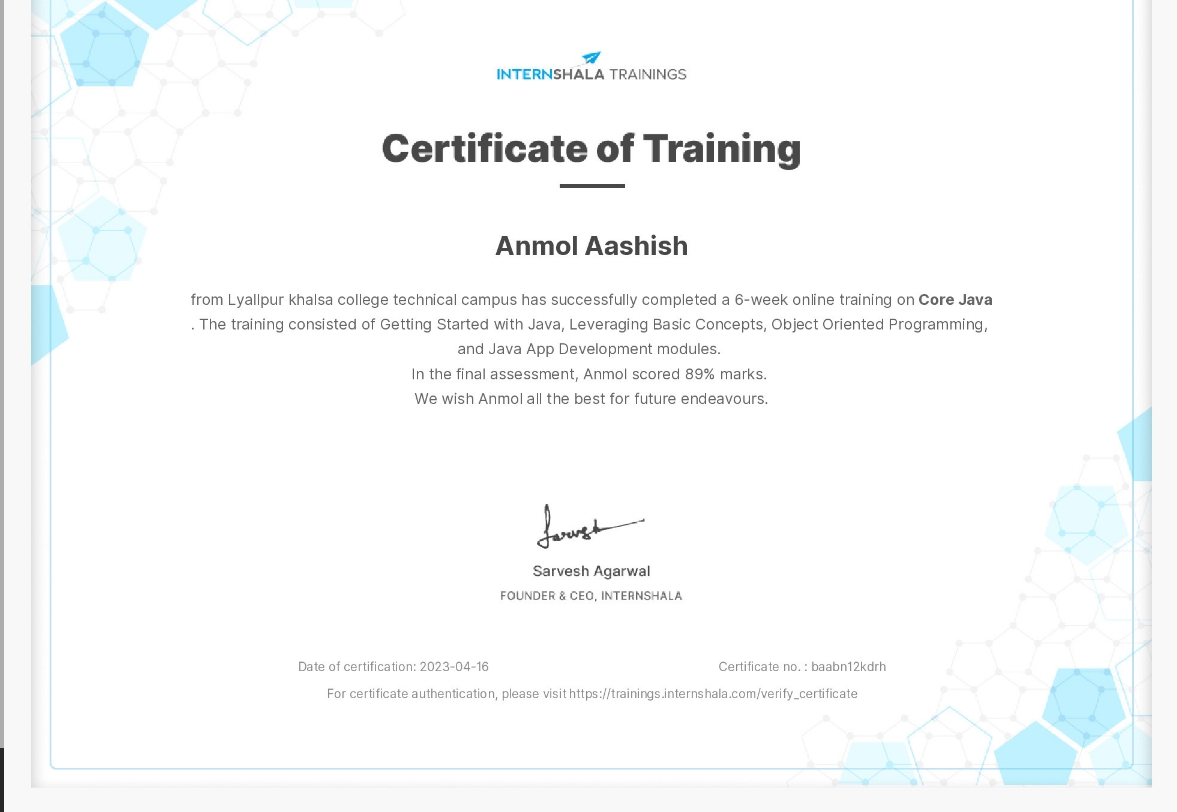 INTERNSHALA TRAININGS
Certificate of Training
Anmol Aashish
from Lyallpur khalsa college technical campus has successfully completed a 6-week online training on Core Java
. The training consisted of Getting Started with Java, Leveraging Basic Concepts, Object Oriented Programming,
and Java App Development modules.
In the final assessment, Anmol scored 89% marks.
We wish Anmol all the best for future endeavours.
Sarvesh
Sarvesh Agarwal
FOUNDER & CEO, INTERNSHALA
Date of certification: 2023-04-16 Certificate no. : baabn12kdrh
For certificate authentication, please visit https://trainings.internshala.com/verify_certificate